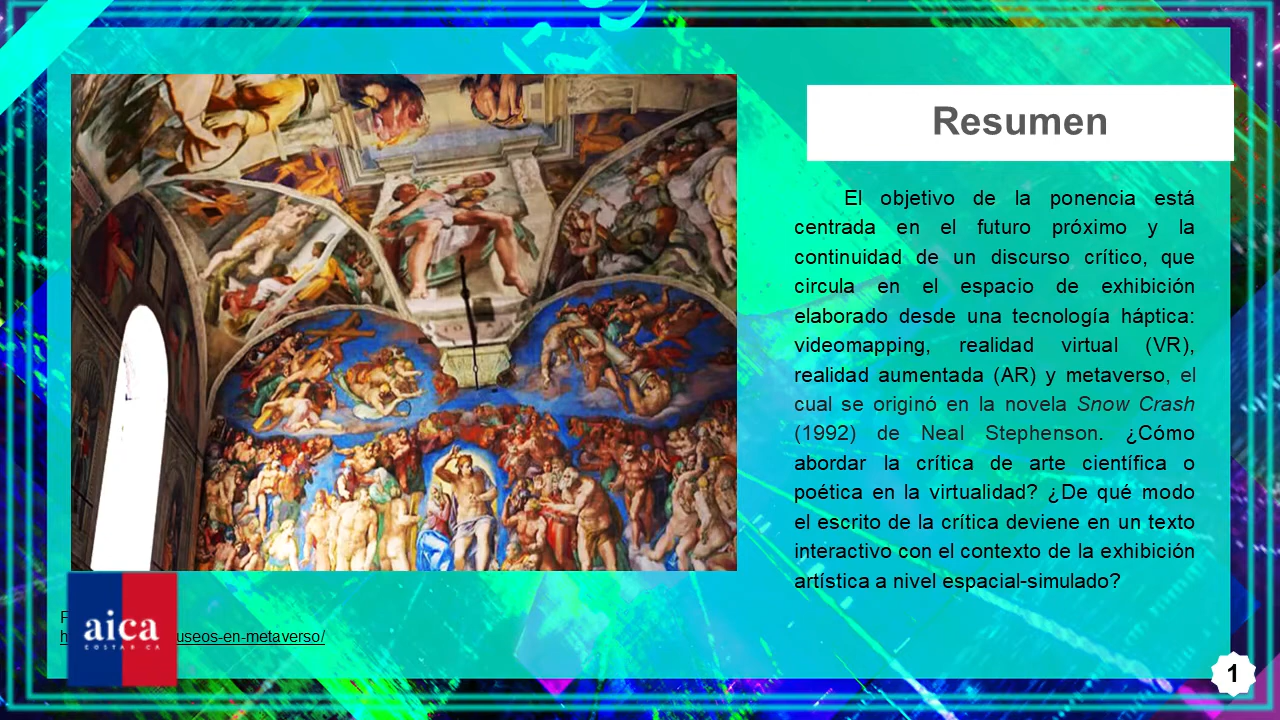 Resumen
El objetivo de la ponencia está
centrada en el futuro próximo y la
continuidad de un discurso crítico, que
circula en el espacio de exhibición
elaborado desde una tecnología háptica:
videomapping, realidad virtual (VR),
realidad aumentada (AR) y metaverso, el
cual se originó en la novela Snow Crash
(1992) de Neal Stephenson. ¿Cómo
abordar la crítica de arte científica o
poética en la virtualidad? ¿De qué modo
el escrito de la crítica deviene en un texto
interactivo con el contexto de la exhibición
artística a nivel espacial-simulado?
useos-en-metaverso/
aica
COSTA RICA
1